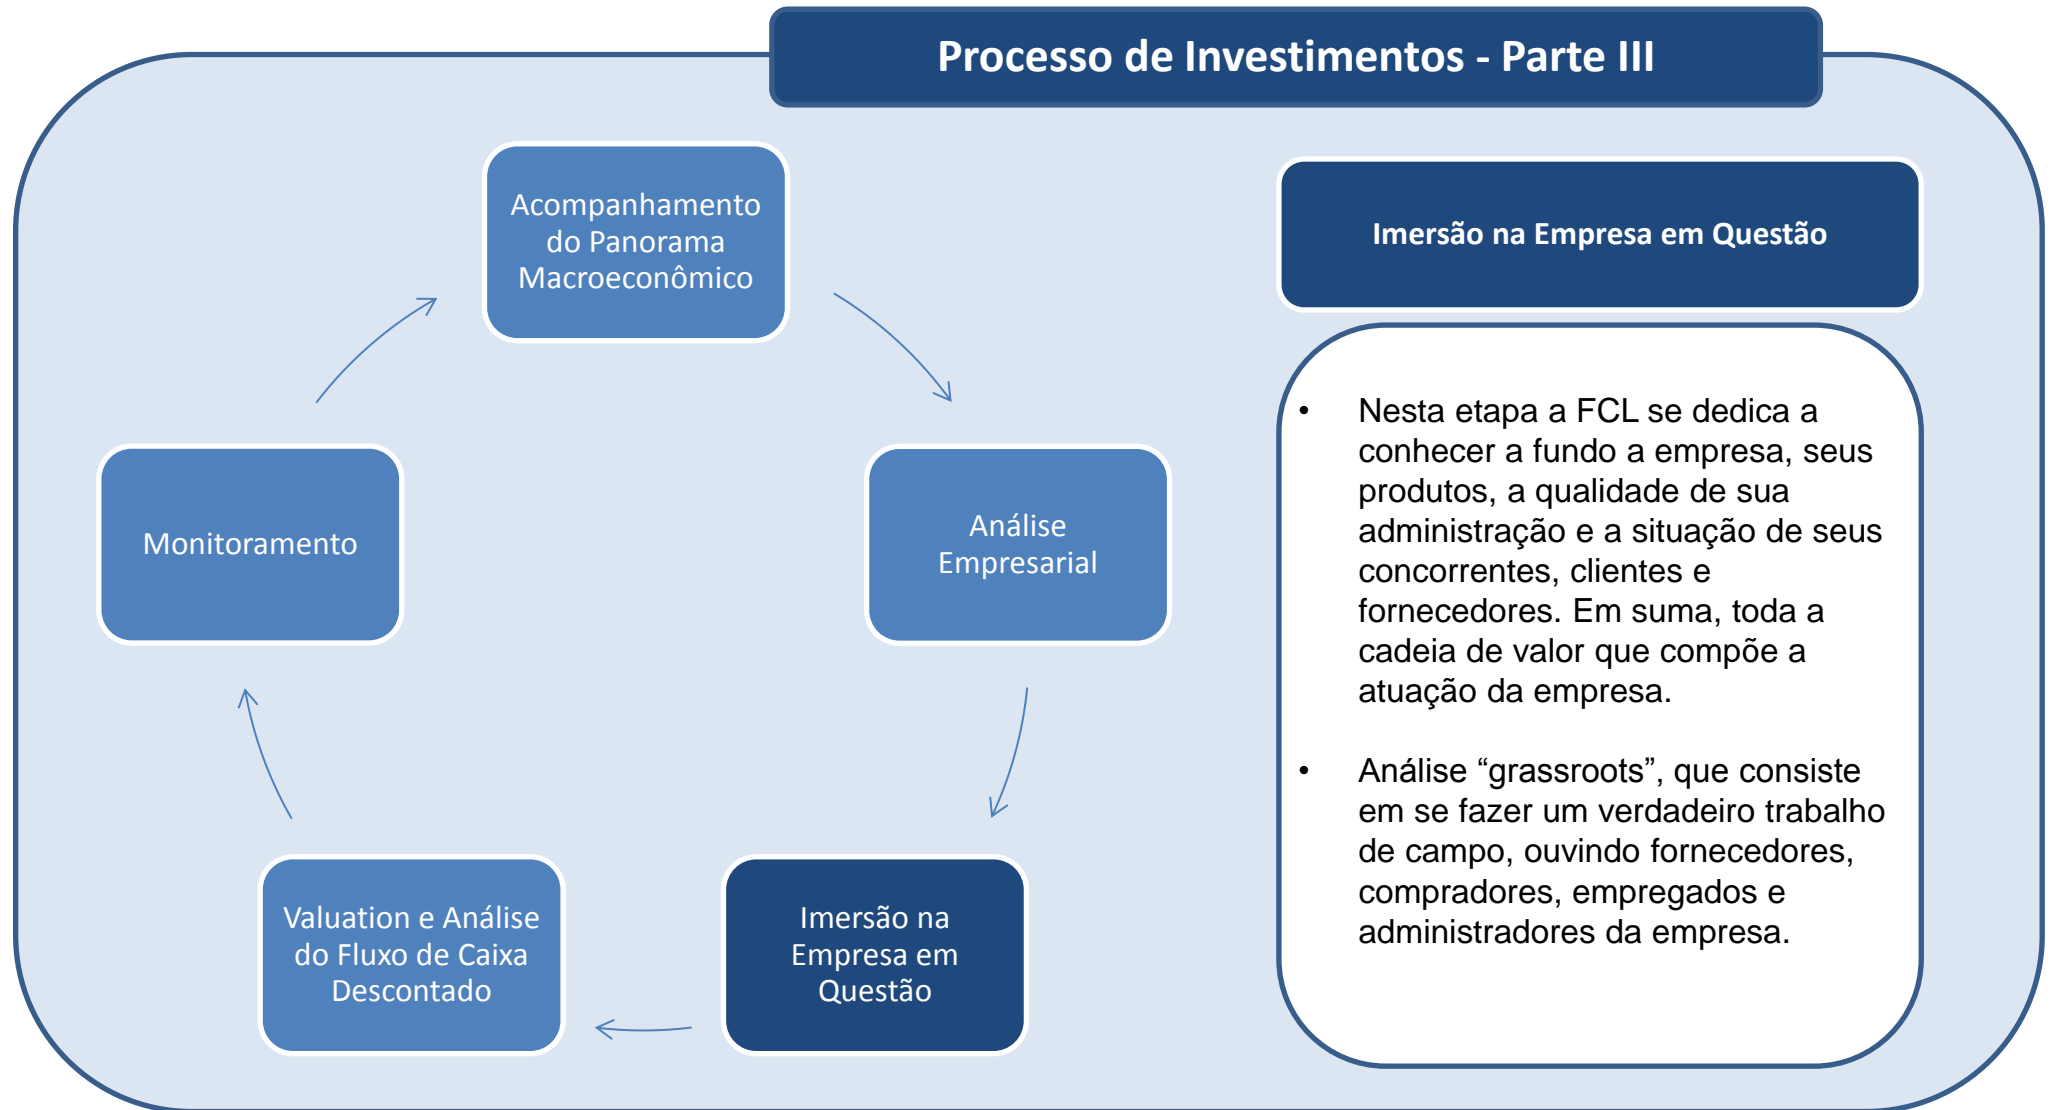 Processo de Investimentos - Parte III
Acompanhamento
do Panorama
Macroeconômico
Análise
Empresarial
Imersão na
Empresa em
Questão
Valuation e Análise
do Fluxo de Caixa
Descontado
Monitoramento
Imersão na Empresa em Questão
• Nesta etapa a FCL se dedica a
conhecer a fundo a empresa, seus
produtos, a qualidade de sua
administração e a situação de seus
concorrentes, clientes e
fornecedores. Em suma, toda a
cadeia de valor que compõe a
atuação da empresa.
• Análise “grassroots”, que consiste
em se fazer um verdadeiro trabalho
de campo, ouvindo fornecedores,
compradores, empregados e
administradores da empresa.